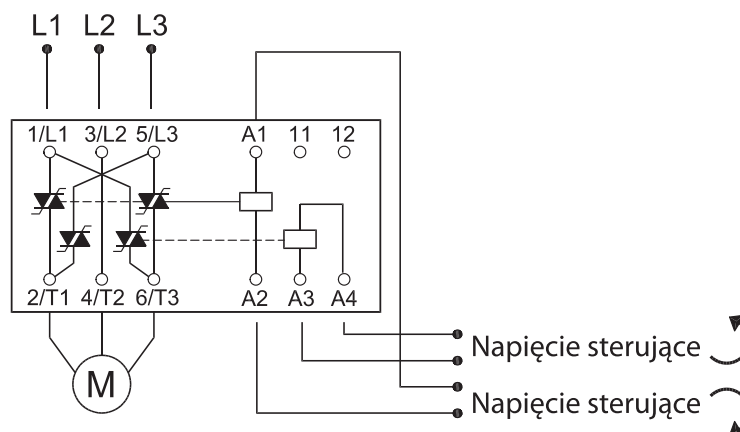 L1 L2 L3
1/L1 3/L2 5/L3 A1 11 12
2/T1 4/T2 6/T3 A2 A3 A4
M
Napięcie sterujące
Napięcie sterujące